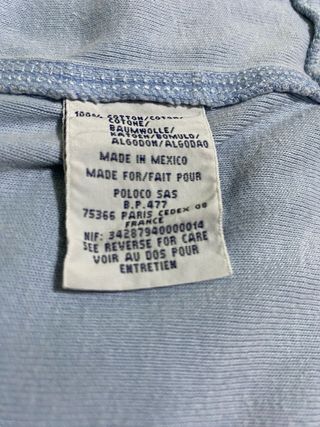 100% COTTON/COTON/
COTONE/
BAUMWOLLE/
KATOEN/BOMULD/
ALGODON/ALGODAO
MADE IN MEXICO
MADE FOR/FAIT POUR
POLOCO SAS
B.P.477
75366 PARIS CEDEX 08
FRANCE
NIF: 34287940000014
SEE REVERSE FOR CARE
VOIR AU DOS POUR
ENTRETIEN